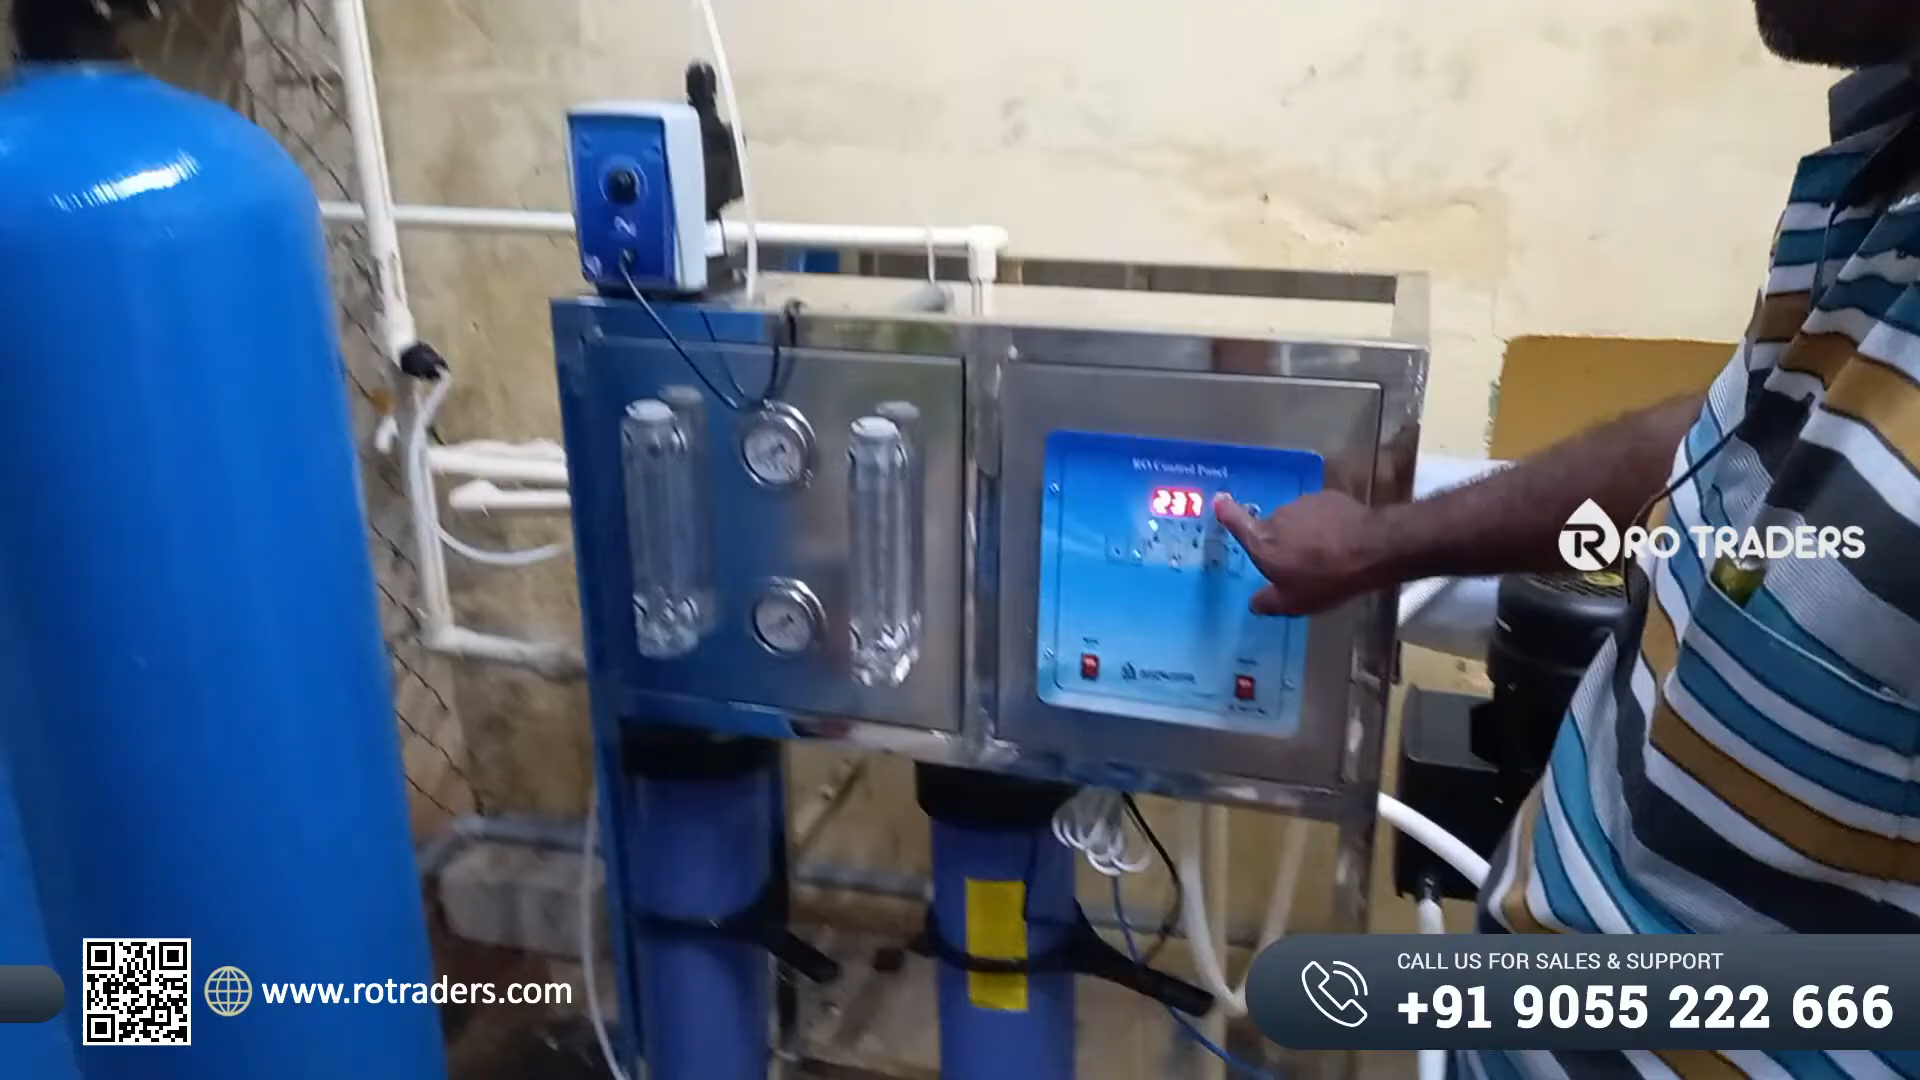 RO Control Panel
237
RO TRADERS
www.rotraders.com
CALL US FOR SALES & SUPPORT
+91 9055 222 666